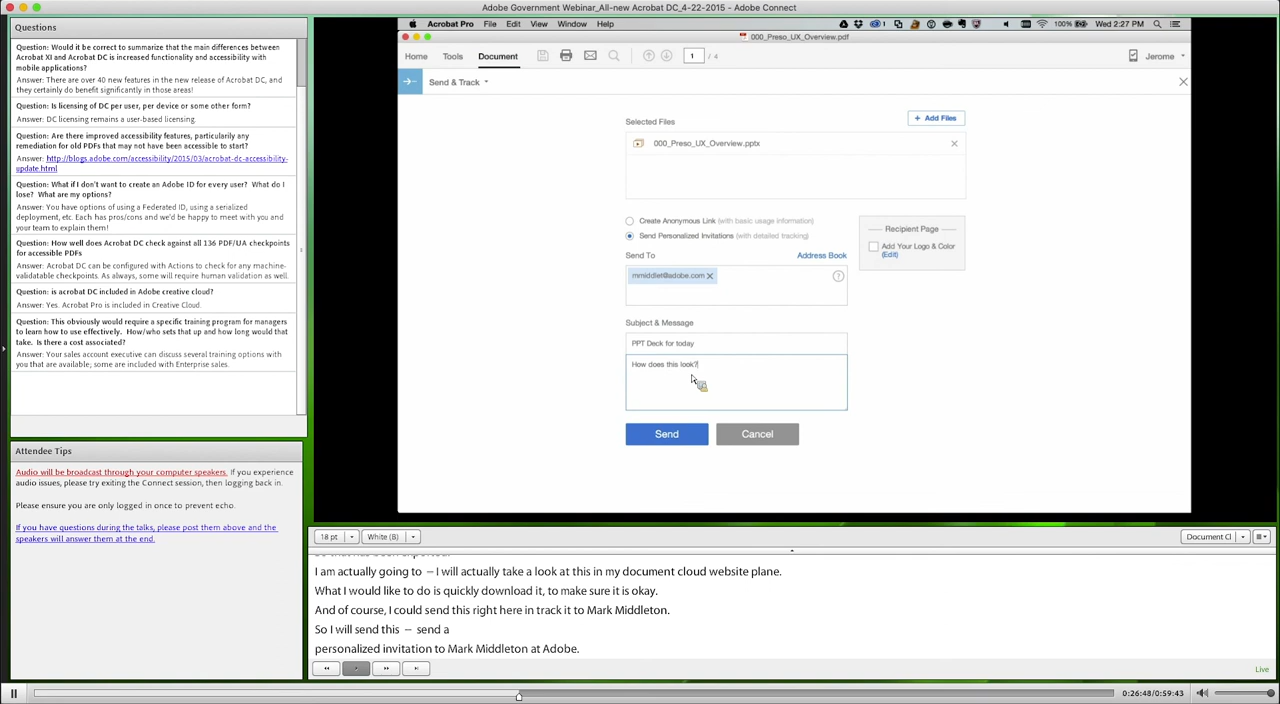 Adobe Government Webinar_All-new Acrobat DC_4-22-2015 - Adobe Connect
Questions
Question: Would it be correct to summarize that the main differences between
Acrobat XI and Acrobat DC is increased functionality and accessibility with
mobile applications?
Answer: There are over 40 new features in the new release of Acrobat DC, and
they certainly do benefit significantly in those areas!
Question: Is licensing of DC per user, per device or some other form?
Answer: DC licensing remains a user-based licensing.
Question: Are there improved accessibility features, particularly any
remediation for old PDFs that may not have been accessible to start?
Answer: http://blogs.adobe.com/accessibility/2015/03/acrobat-dc-accessibility-
update.html
Question: What if I don't want to create an Adobe ID for every user? What do I
lose? What are my options?
Answer: You have options of using a Federated ID, using a serialized
deployment, etc. Each has pros/cons and we'd be happy to meet with you and
your team to explain them!
Question: How well does Acrobat DC check against all 136 PDF/UA checkpoints
for accessible PDFs
Answer: Acrobat DC can be configured with Actions to check for any machine-
validatable checkpoints. As always, some will require human validation as well.
Question: is acrobat DC included in Adobe creative cloud?
Answer: Yes. Acrobat Pro is included in Creative Cloud.
Question: This obviously would require a specific training program for managers
to learn how to use effectively. How/who sets that up and how long would that
take. Is there a cost associated?
Answer: Your sales account executive can discuss several training options with
you that are available; some are included with Enterprise sales.
Attendee Tips
Audio will be broadcast through your computer speakers. If you experience
audio issues, please try exiting the Connect session, then logging back in.
Please ensure you are only logged in once to prevent echo.
If you have questions during the talks, please post them above and the
speakers will answer them at the end.
Acrobat Pro File Edit View Window Help 100% Wed 2:27 PM
000_Preso_UX_Overview.pdf
Home Tools Document 1 / 4 Jerome
Send & Track
+ Add Files
Selected Files
000_Preso_UX_Overview.pptx
Create Anonymous Link (with basic usage information)
Send Personalized Invitations (with detailed tracking)
Recipient Page
Add Your Logo & Color
(Edit)
Send To Address Book
mmiddlet@adobe.com
Subject & Message
PPT Deck for today
How does this look?
Send Cancel
18 pt White (B) Document Cl
I am actually going to – I will actually take a look at this in my document cloud website plane.
What I would like to do is quickly download it, to make sure it is okay.
And of course, I could send this right here in track it to Mark Middleton.
So I will send this – send a
personalized invitation to Mark Middleton at Adobe.
Live
0:26:48/0:59:43